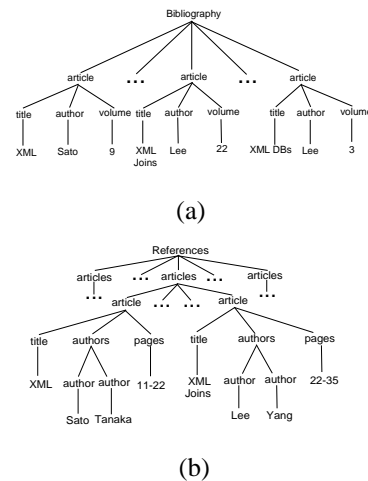 Bibliography
article ... article ... article
title author volume title author volume title author volume
XML Sato 9 XML Joins Lee 22 XML DBs Lee 3
(a)
References
articles ... articles ... articles
... article ... ... article ...
title authors pages title authors pages
XML author author 11-22 XML Joins author author 22-35
Sato Tanaka Lee Yang
(b)